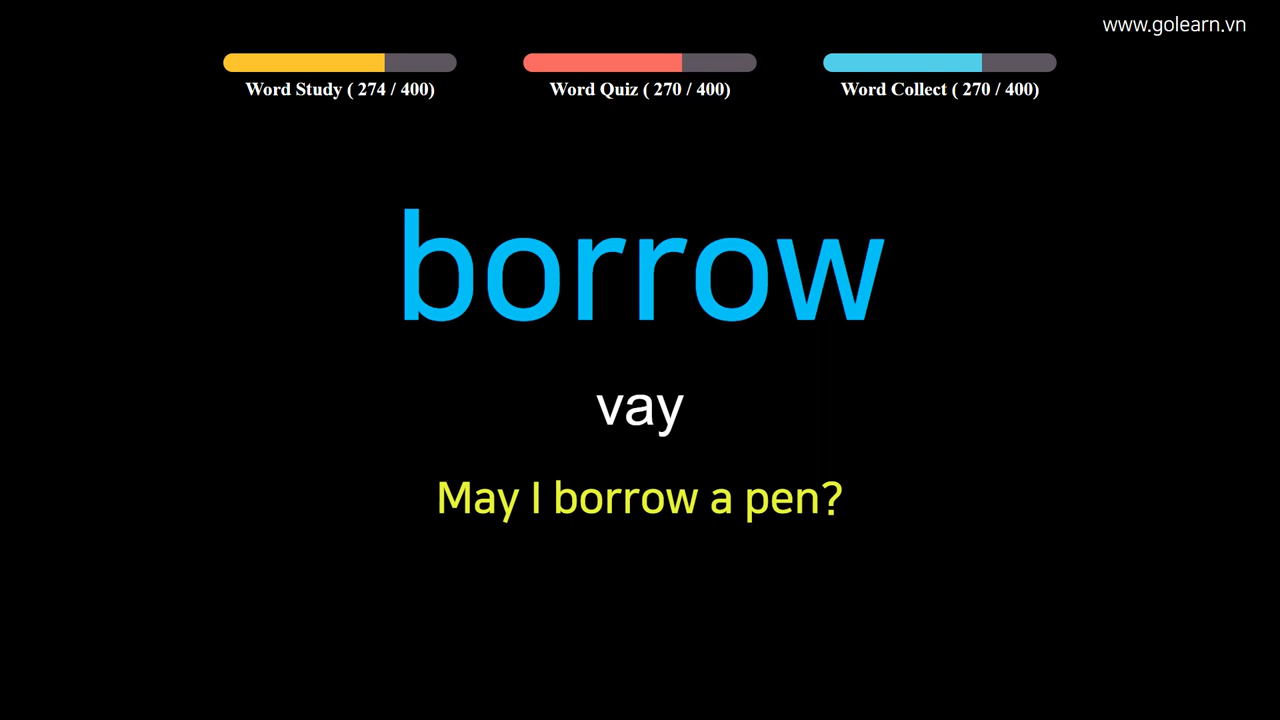 www.golearn.vn
Word Study ( 274 / 400)
Word Quiz ( 270 / 400)
Word Collect ( 270 / 400)
borrow
vay
May I borrow a pen?